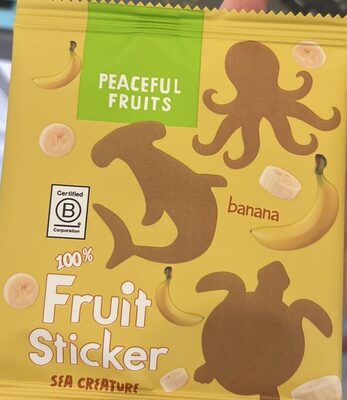 PEACEFUL
FRUITS
banana
Certified
B
Corporation
100%
Fruit
Sticker
SEA CREATURE